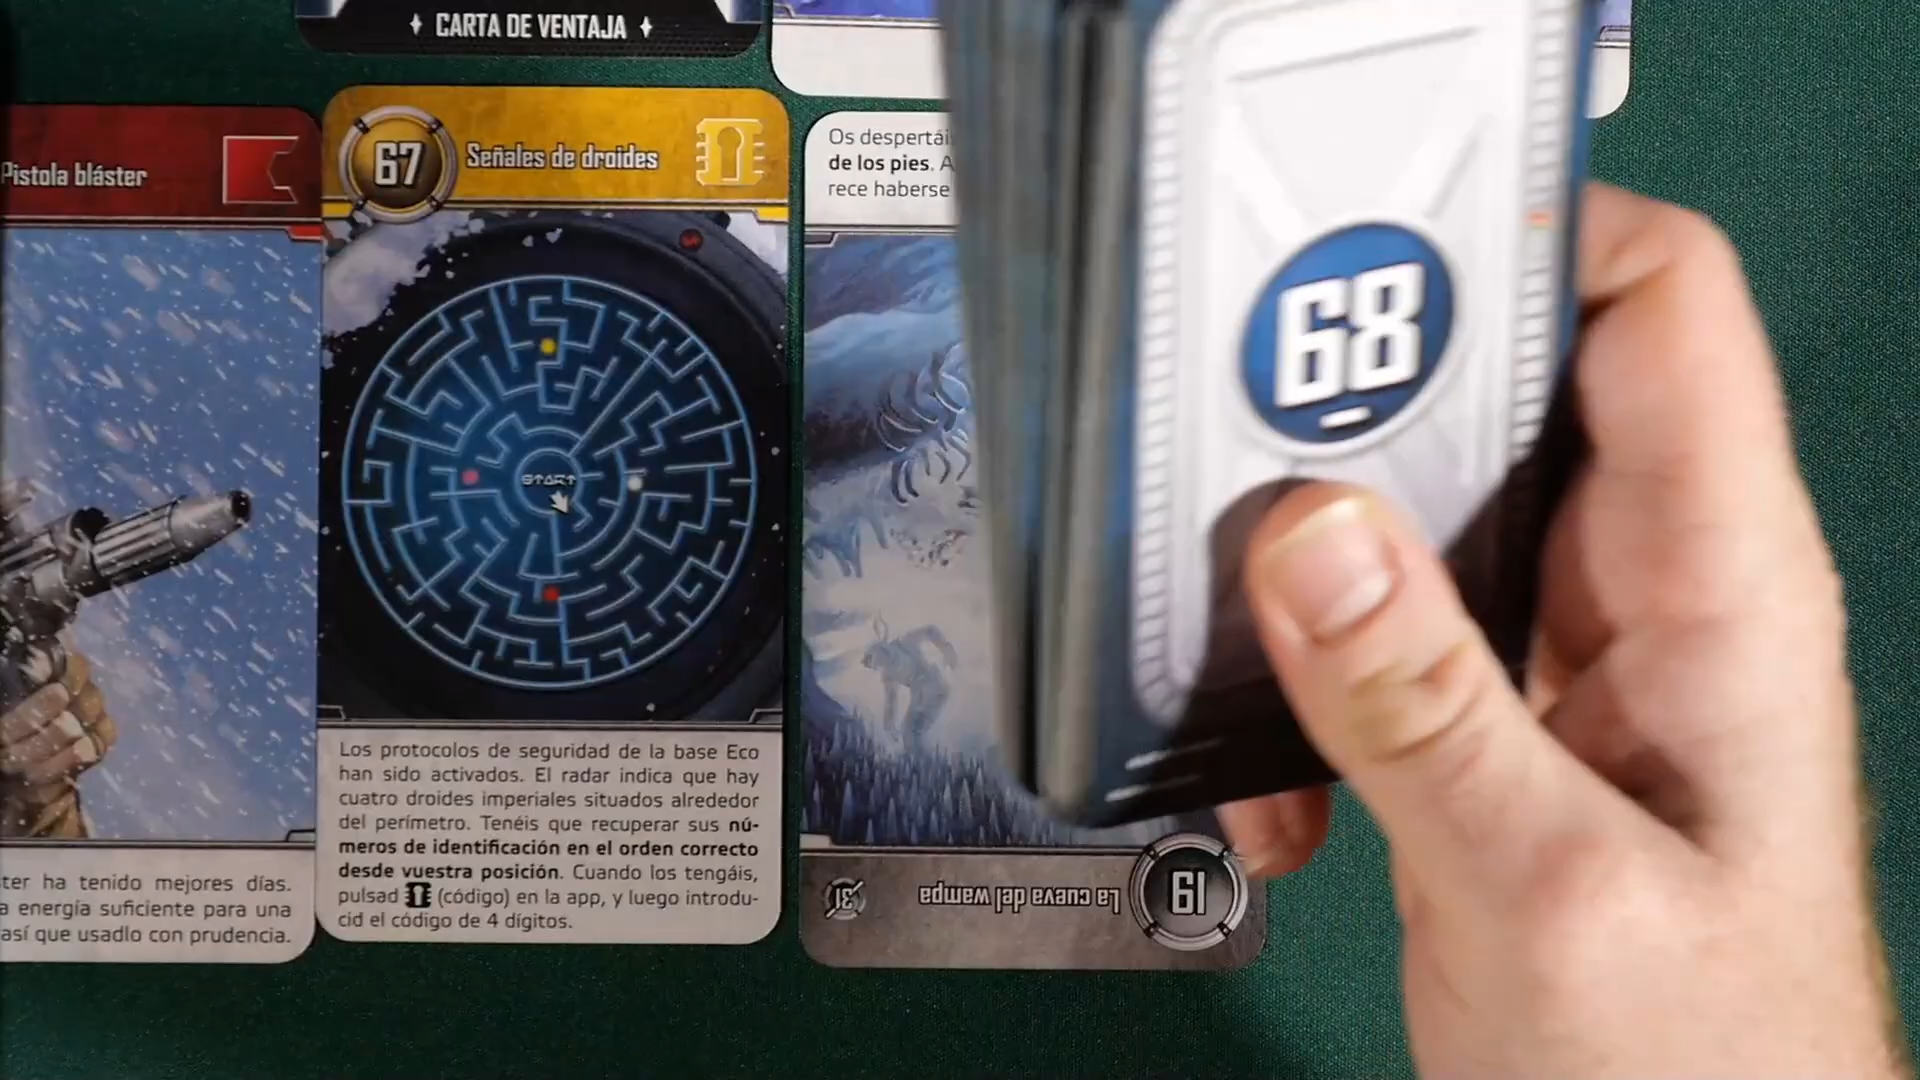 CARTA DE VENTAJA
Pistola bláster
ter ha tenido mejores días.
a energía suficiente para una
así que usadlo con prudencia.
67
Señales de droides
START
Los protocolos de seguridad de la base Eco
han sido activados. El radar indica que hay
cuatro droides imperiales situados alrededor
del perímetro. Tenéis que recuperar sus nú-
meros de identificación en el orden correcto
desde vuestra posición. Cuando los tengáis,
pulsad (código) en la app, y luego introdu-
cid el código de 4 dígitos.
Os despertái
de los pies. A
rece haberse
31
La cueva del wampa
19
68